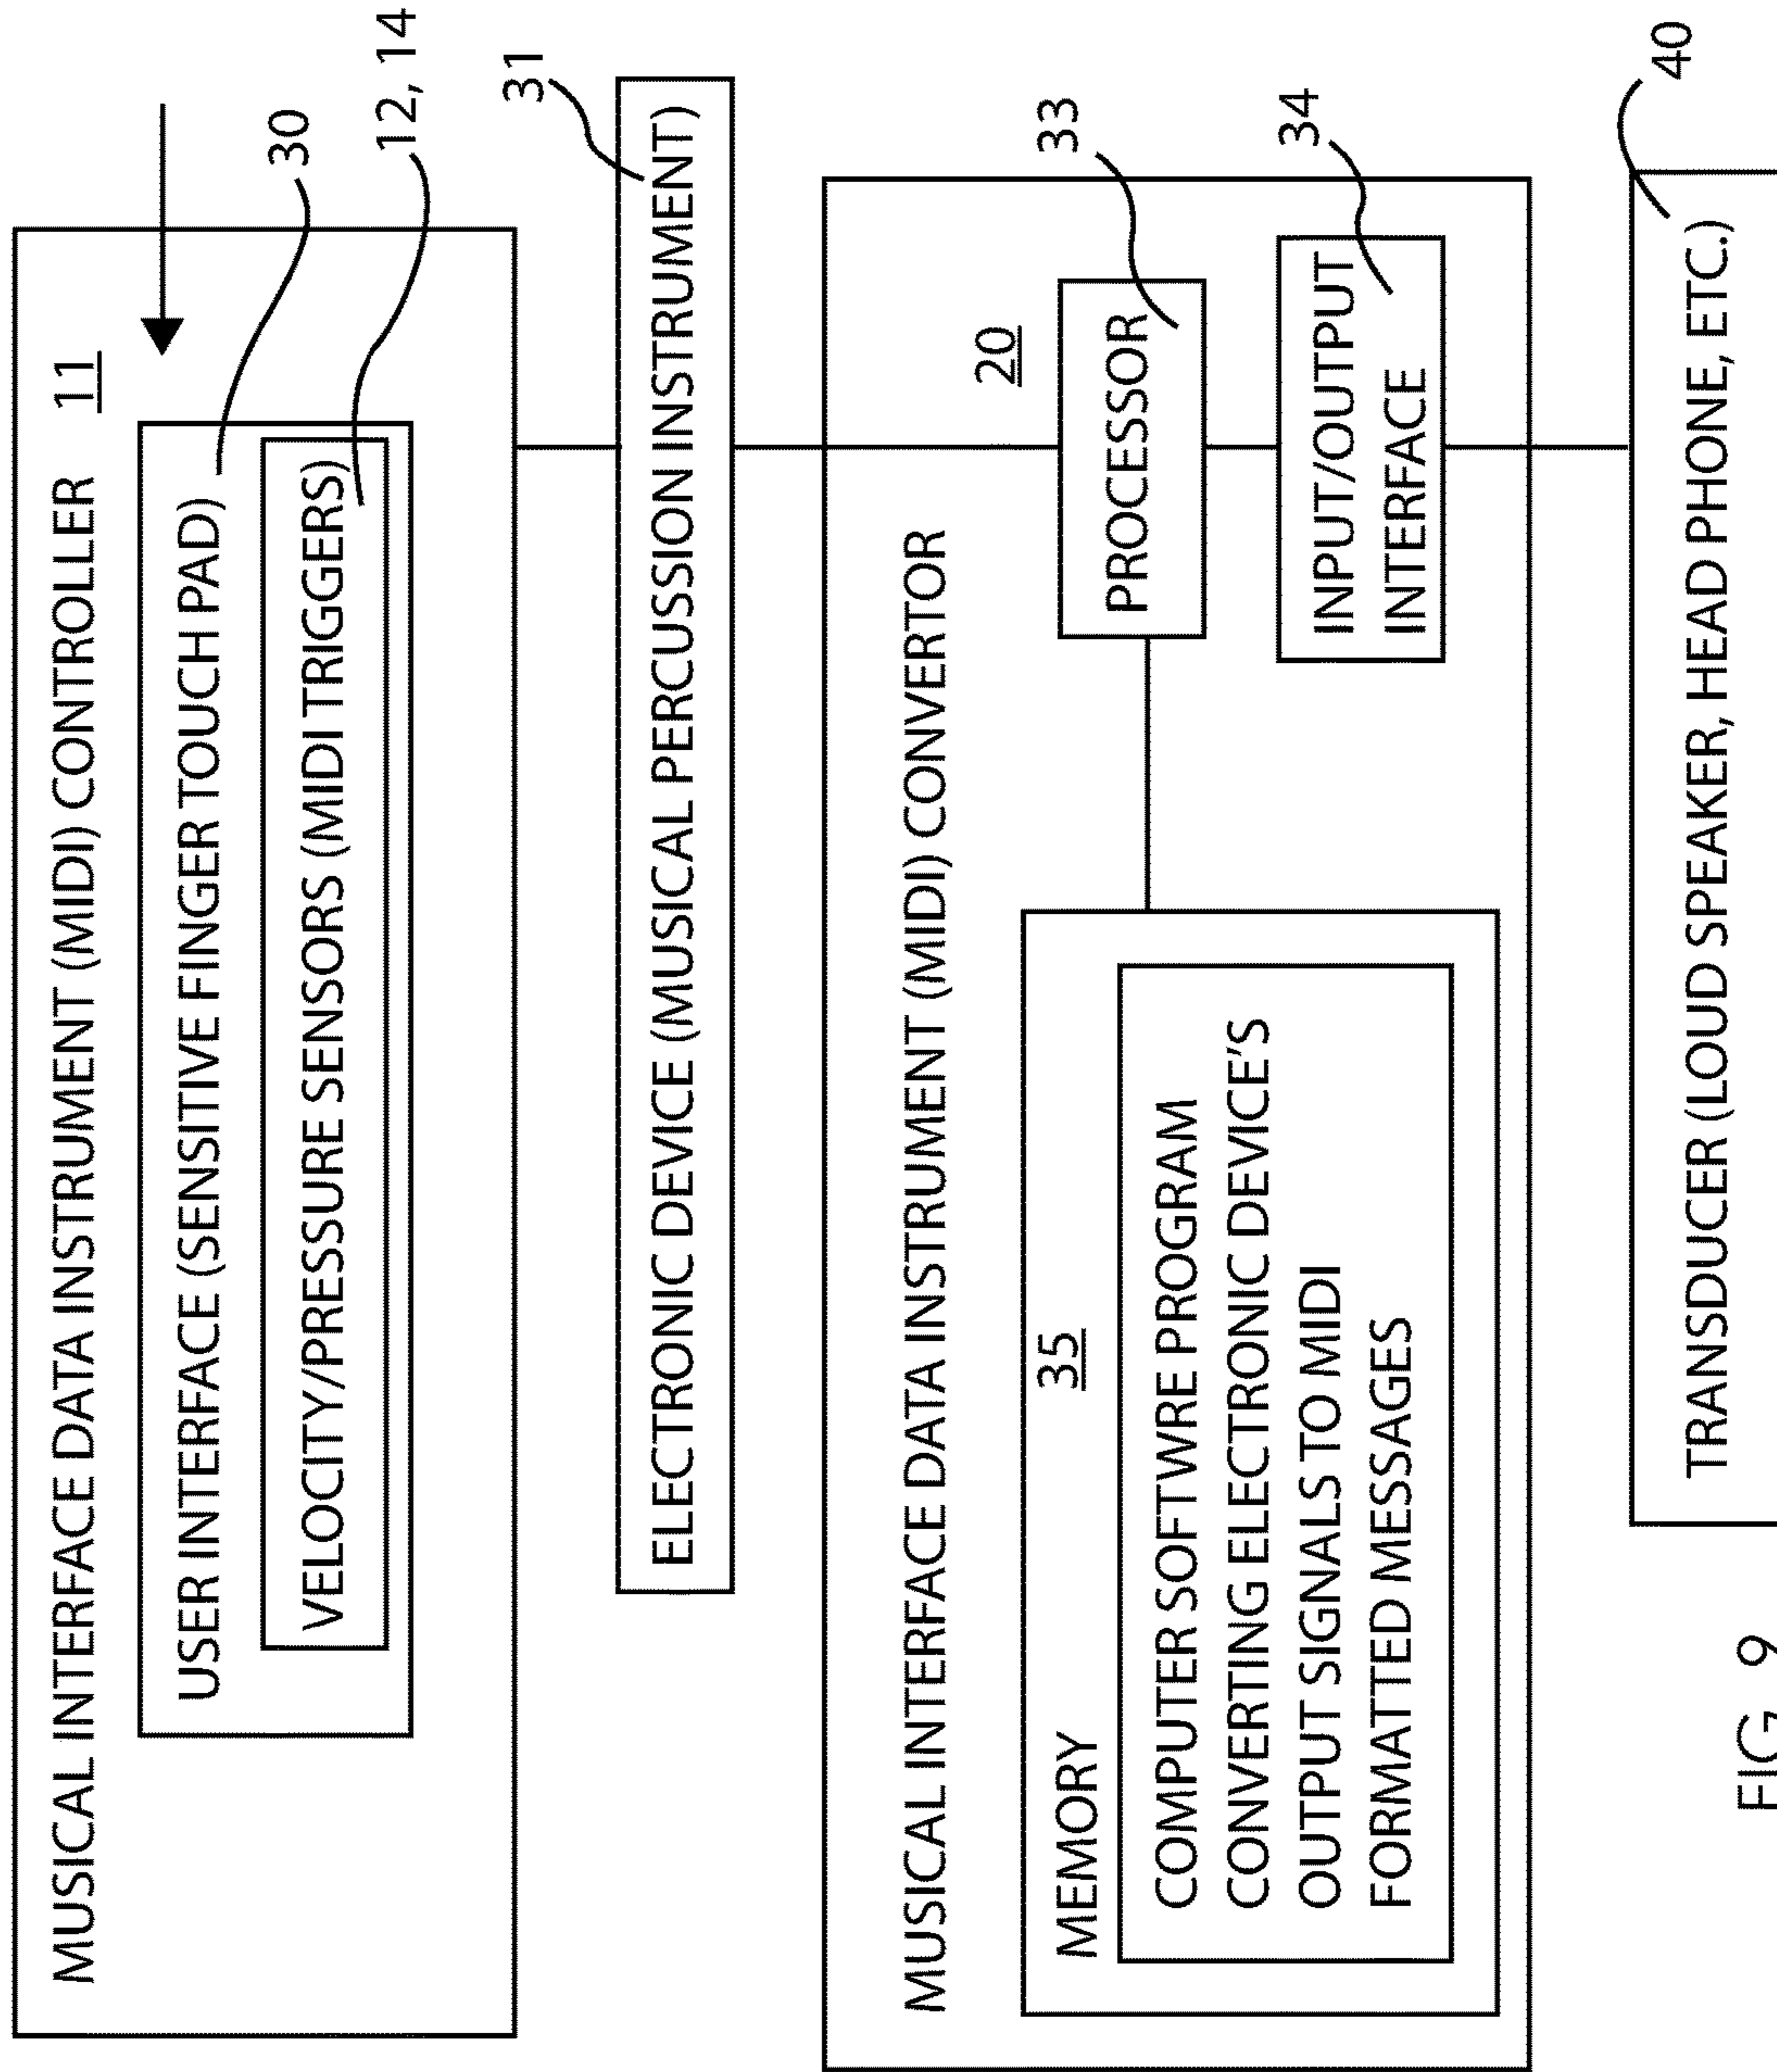 MUSICAL INTERFACE DATA INSTRUMENT (MIDI) CONTROLLER 11
USER INTERFACE (SENSITIVE FINGER TOUCH PAD)
30
VELOCITY/PRESSURE SENSORS (MIDI TRIGGERS)
12, 14
31
ELECTRONIC DEVICE (MUSICAL PERCUSSION INSTRUMENT)
MUSICAL INTERFACE DATA INSTRUMENT (MIDI) CONVERTOR
20
MEMORY
35
COMPUTER SOFTWRE PROGRAM
CONVERTING ELECTRONIC DEVICE'S
OUTPUT SIGNALS TO MIDI
FORMATTED MESSAGES
PROCESSOR
33
INPUT/OUTPUT
INTERFACE
34
TRANSDUCER (LOUD SPEAKER, HEAD PHONE, ETC.)
40
FIG. 9